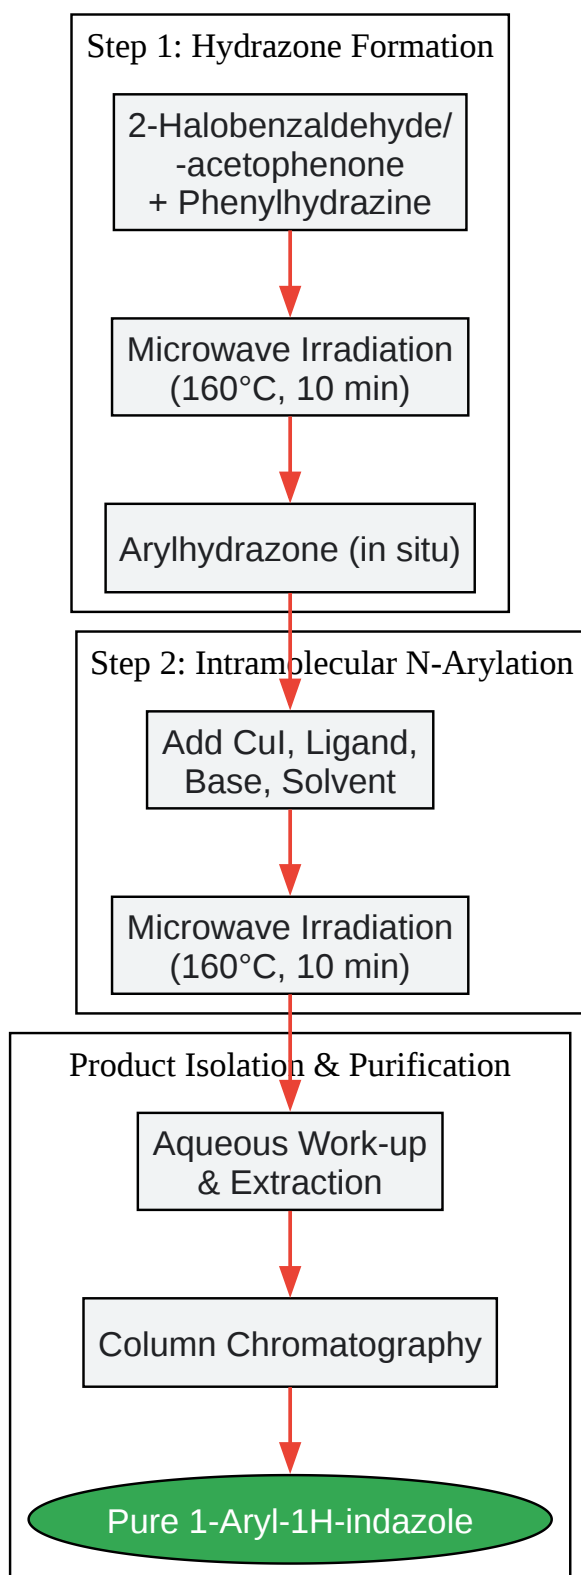 Step 1: Hydrazone Formation
2-Halobenzaldehyde/
-acetophenone
+ Phenylhydrazine
Microwave Irradiation
(160°C, 10 min)
Arylhydrazone (in situ)
Step 2: Intramolecular N-Arylation
Add CuI, Ligand,
Base, Solvent
Microwave Irradiation
(160°C, 10 min)
Product Isolation & Purification
Aqueous Work-up
& Extraction
Column Chromatography
Pure 1-Aryl-1H-indazole